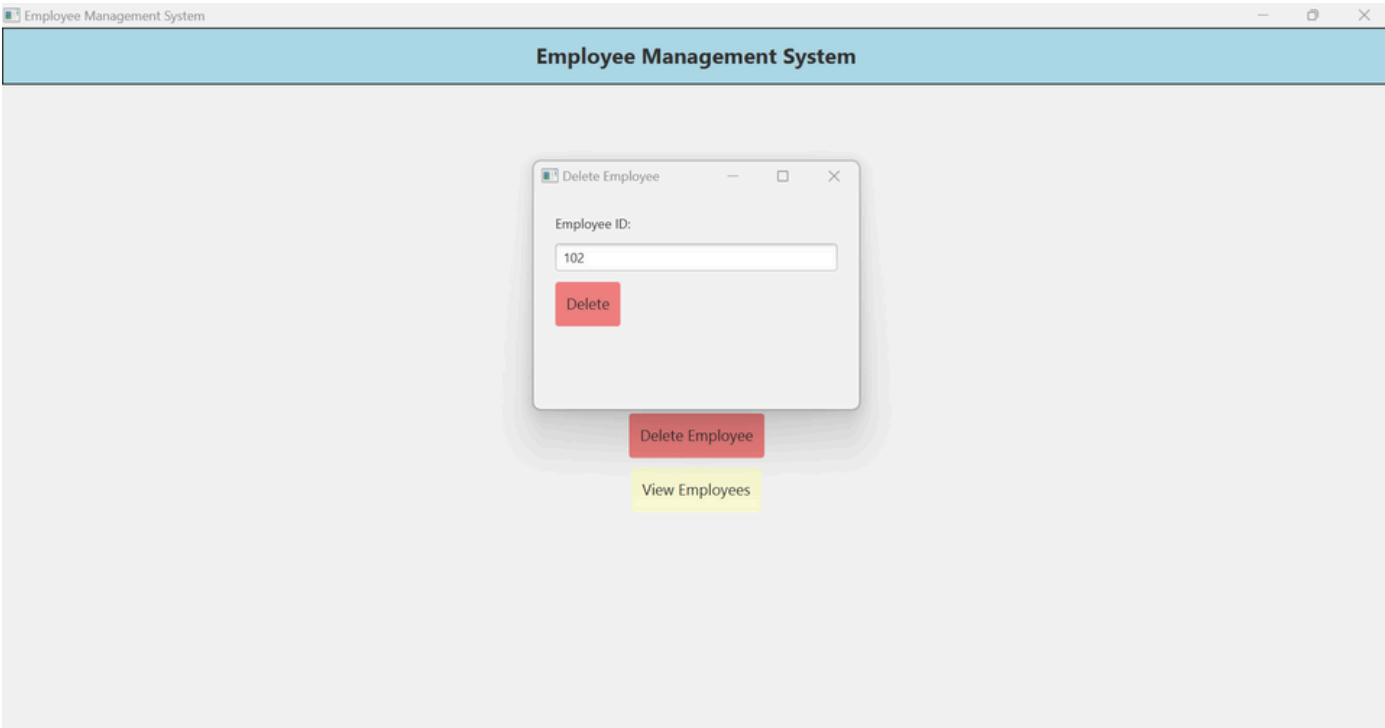 Employee Management System
Employee Management System
Delete Employee
Employee ID:
102
Delete
Delete Employee
View Employees